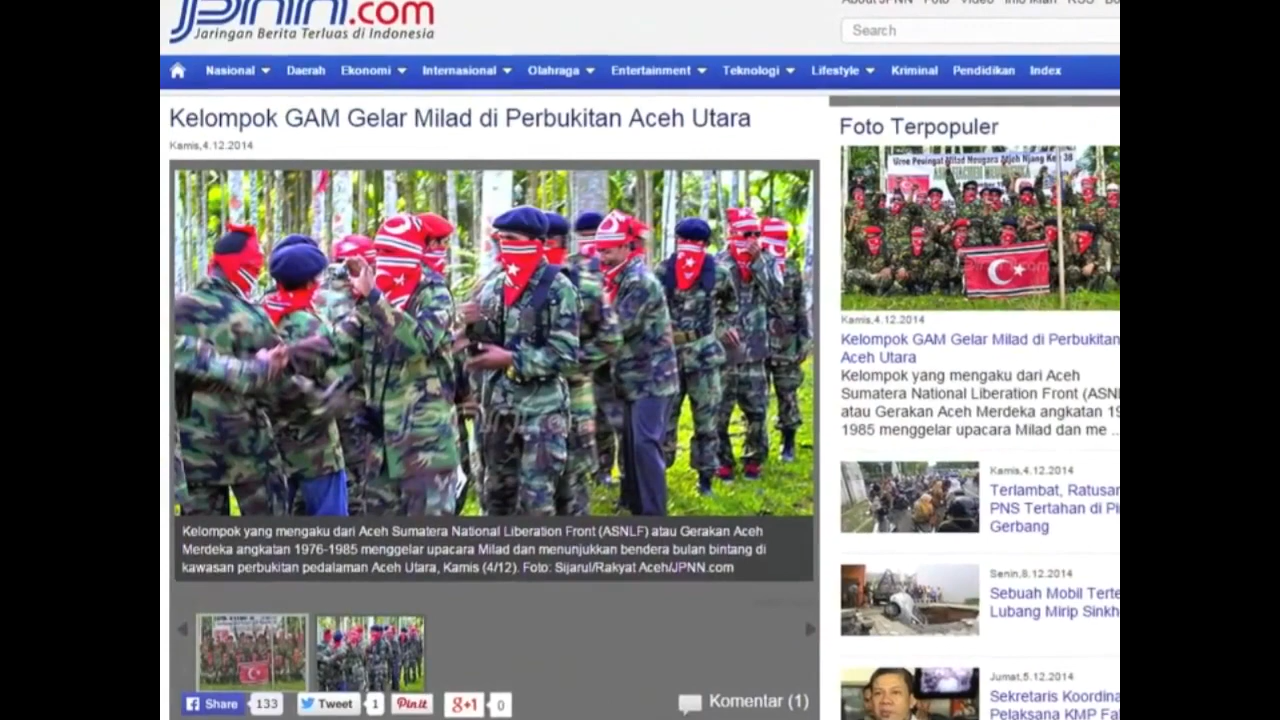 JPNN.com
Jaringan Berita Terluas di Indonesia
Search
Nasional Daerah Ekonomi Internasional Olahraga Entertainment Teknologi Lifestyle Kriminal Pendidikan Index
Kelompok GAM Gelar Milad di Perbukitan Aceh Utara
Kamis,4.12.2014
Kelompok yang mengaku dari Aceh Sumatera National Liberation Front (ASNLF) atau Gerakan Aceh
Merdeka angkatan 1976-1985 menggelar upacara Milad dan menunjukkan bendera bulan bintang di
kawasan perbukitan pedalaman Aceh Utara, Kamis (4/12). Foto: Sijarul/Rakyat Aceh/JPNN.com
Share 133 Tweet 1 Pin it g+1 0
Komentar (1)
Foto Terpopuler
Kamis,4.12.2014
Kelompok GAM Gelar Milad di Perbukitan
Aceh Utara
Kelompok yang mengaku dari Aceh
Sumatera National Liberation Front (ASNL
atau Gerakan Aceh Merdeka angkatan 19
1985 menggelar upacara Milad dan me ...
Kamis,4.12.2014
Terlambat, Ratusan
PNS Tertahan di Pi
Gerbang
Senin,8.12.2014
Sebuah Mobil Terte
Lubang Mirip Sinkh
Jumat,5.12.2014
Sekretaris Koordina
Pelaksana KMP Fa